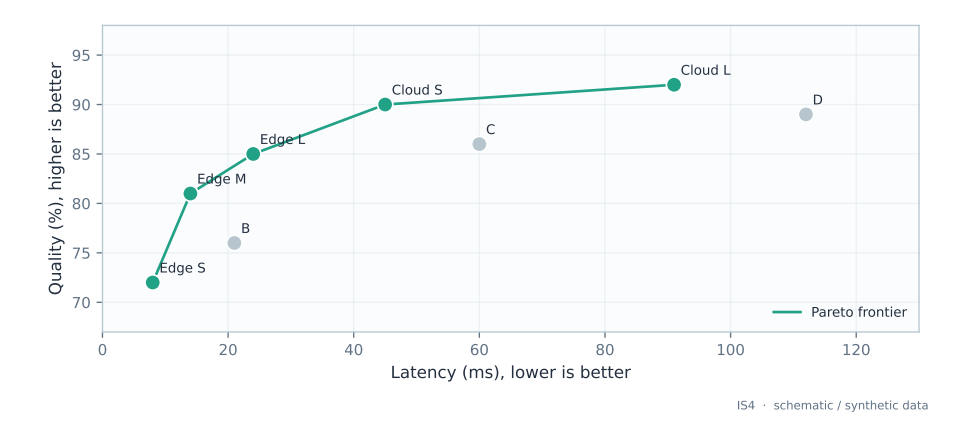 95
90
85
80
75
70
Quality (%), higher is better
Cloud L
Cloud S
D
C
Edge L
Edge M
B
Edge S
Pareto frontier
0 20 40 60 80 100 120
Latency (ms), lower is better
IS4 · schematic / synthetic data